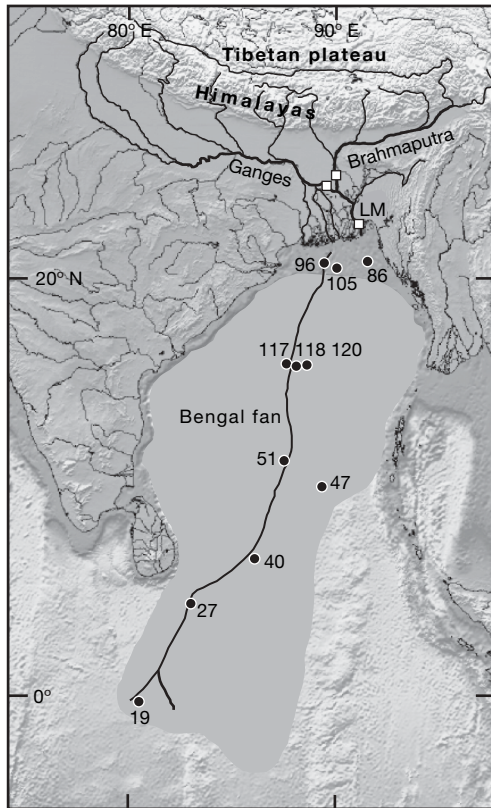 80° E 90° E
Tibetan plateau
Himalayas
Brahmaputra
Ganges
LM
20° N
96
105
86
117 118 120
Bengal fan
51
47
40
27
0°
19